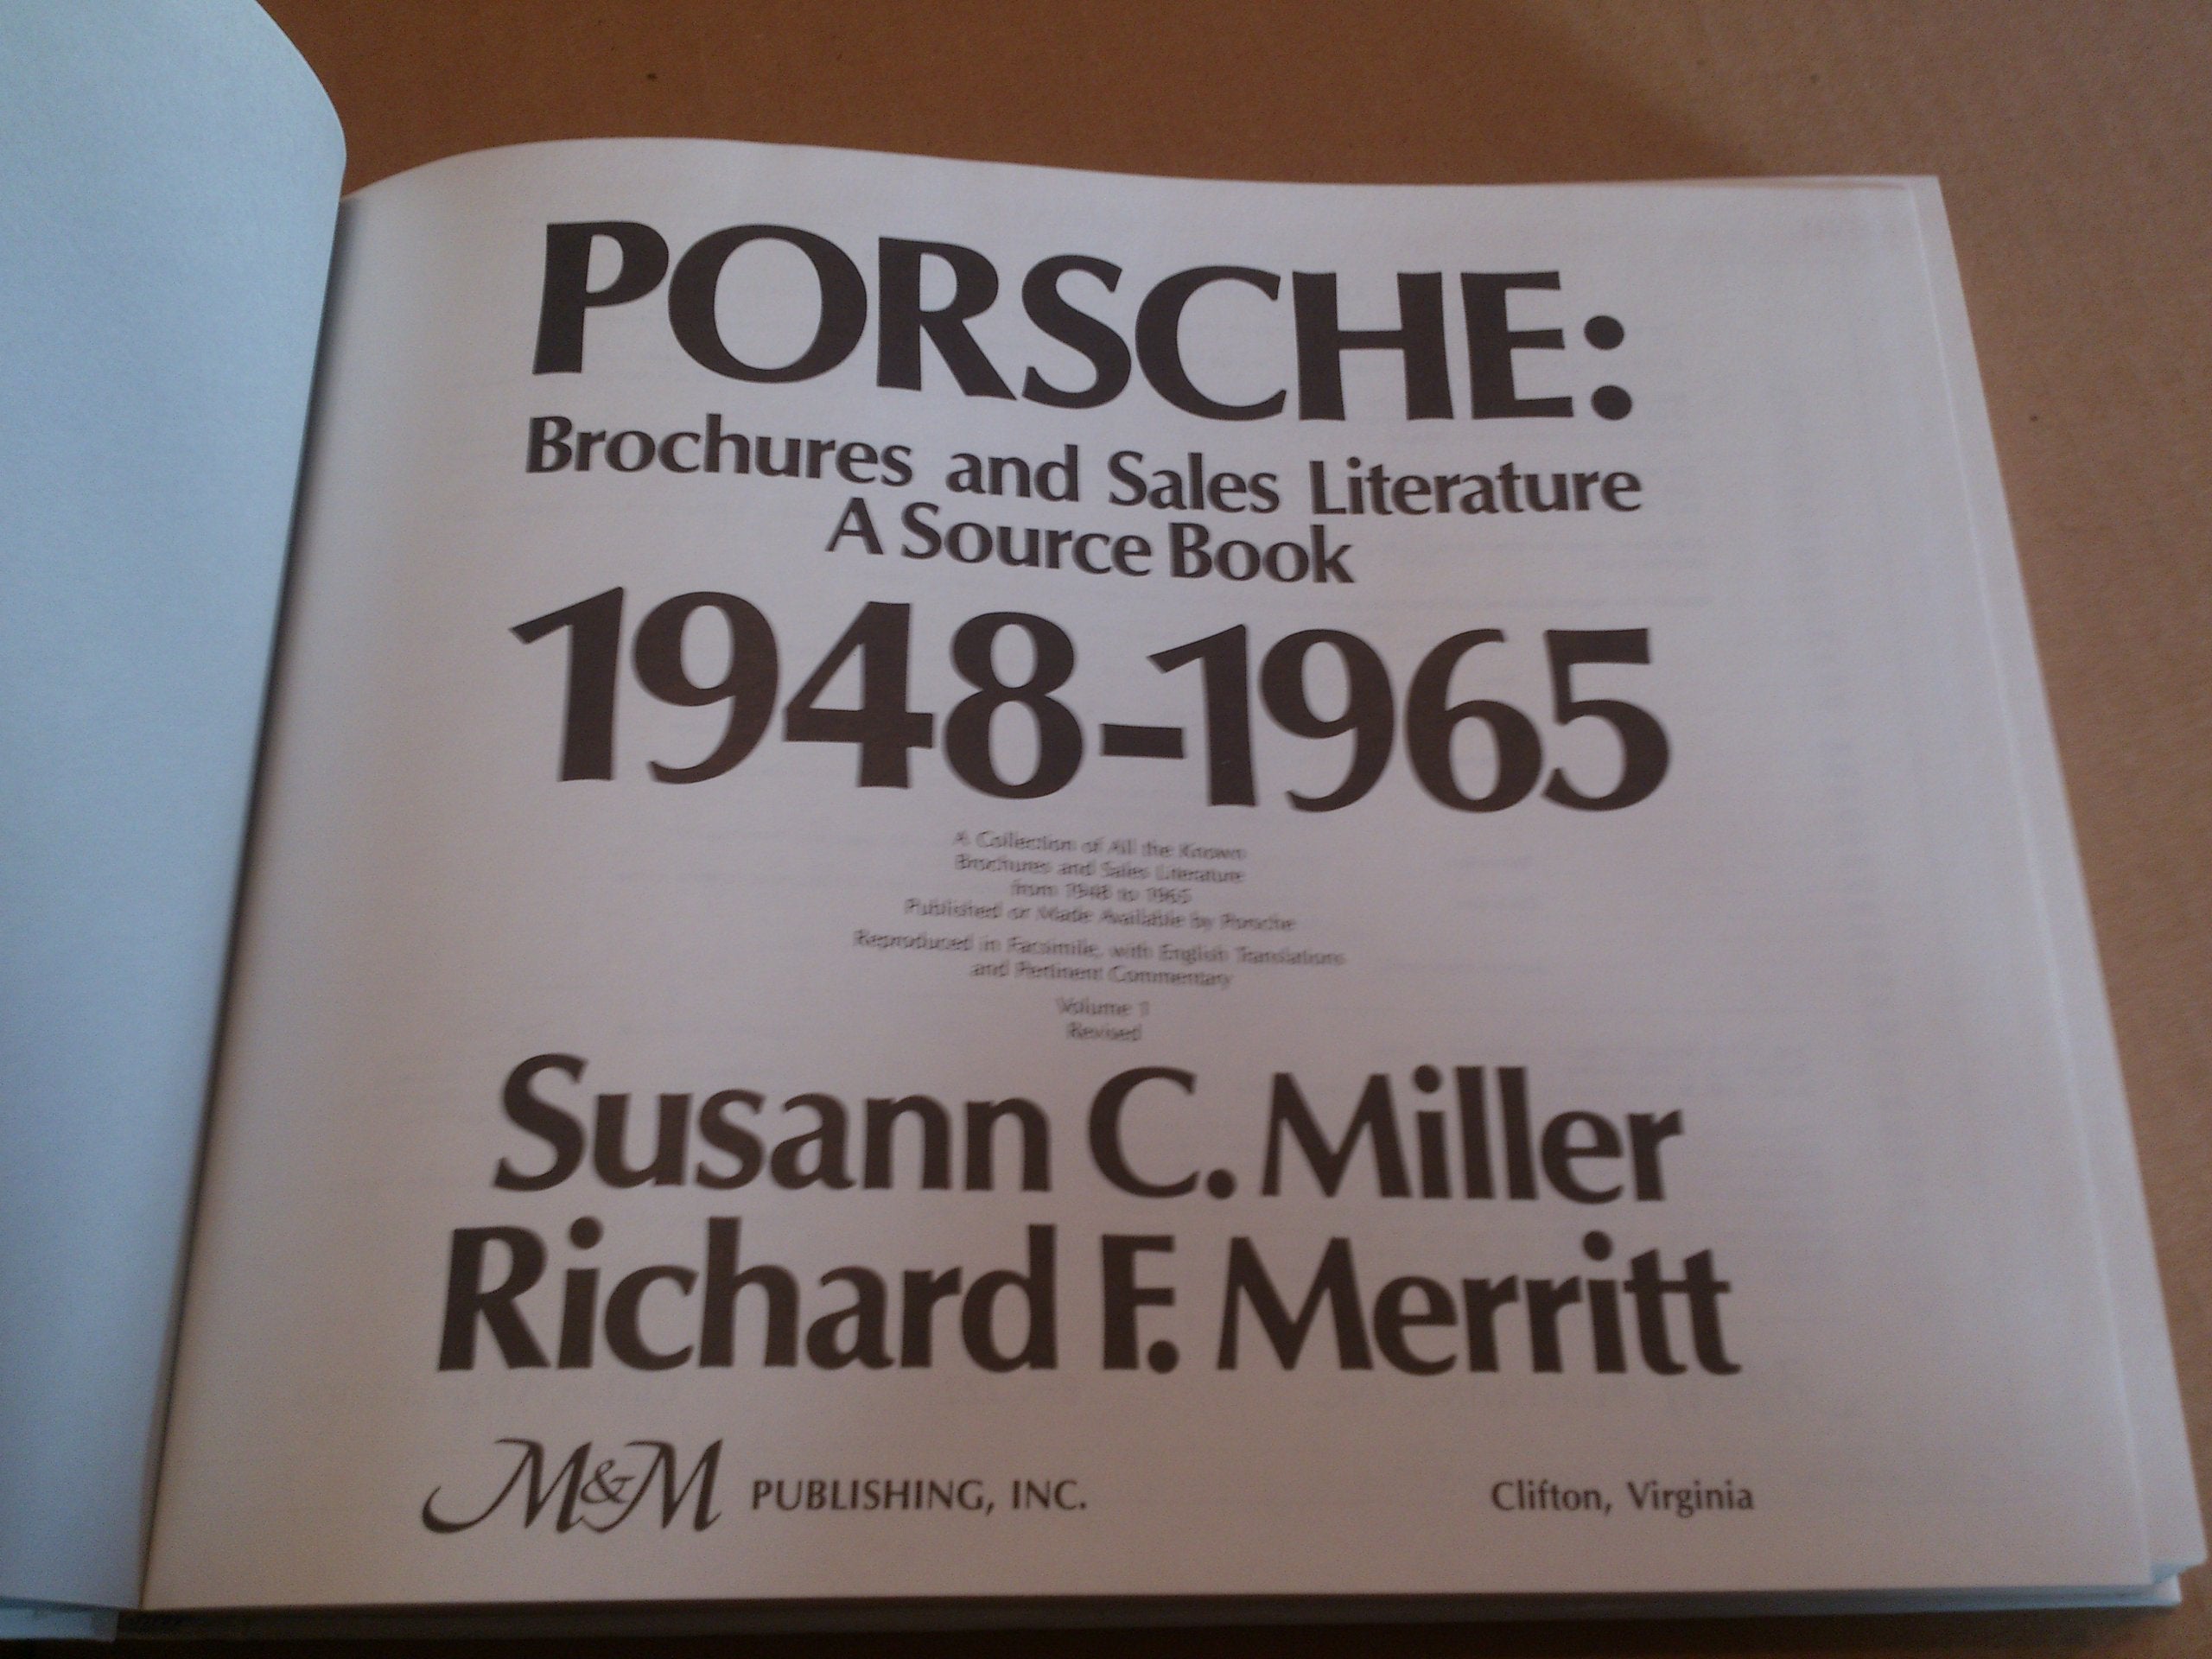 PORSCHE:
Brochures and Sales Literature
A Source Book
1948-1965
A Collection of All the Known
Brochures and Sales Literature
from 1948 to 1965
Published or Made Available by Porsche
Reproduced in Facsimile, with English Translations
and Pertinent Commentary
Volume 1
Revised
Susann C. Miller
Richard F. Merritt
M&M PUBLISHING, INC. Clifton, Virginia